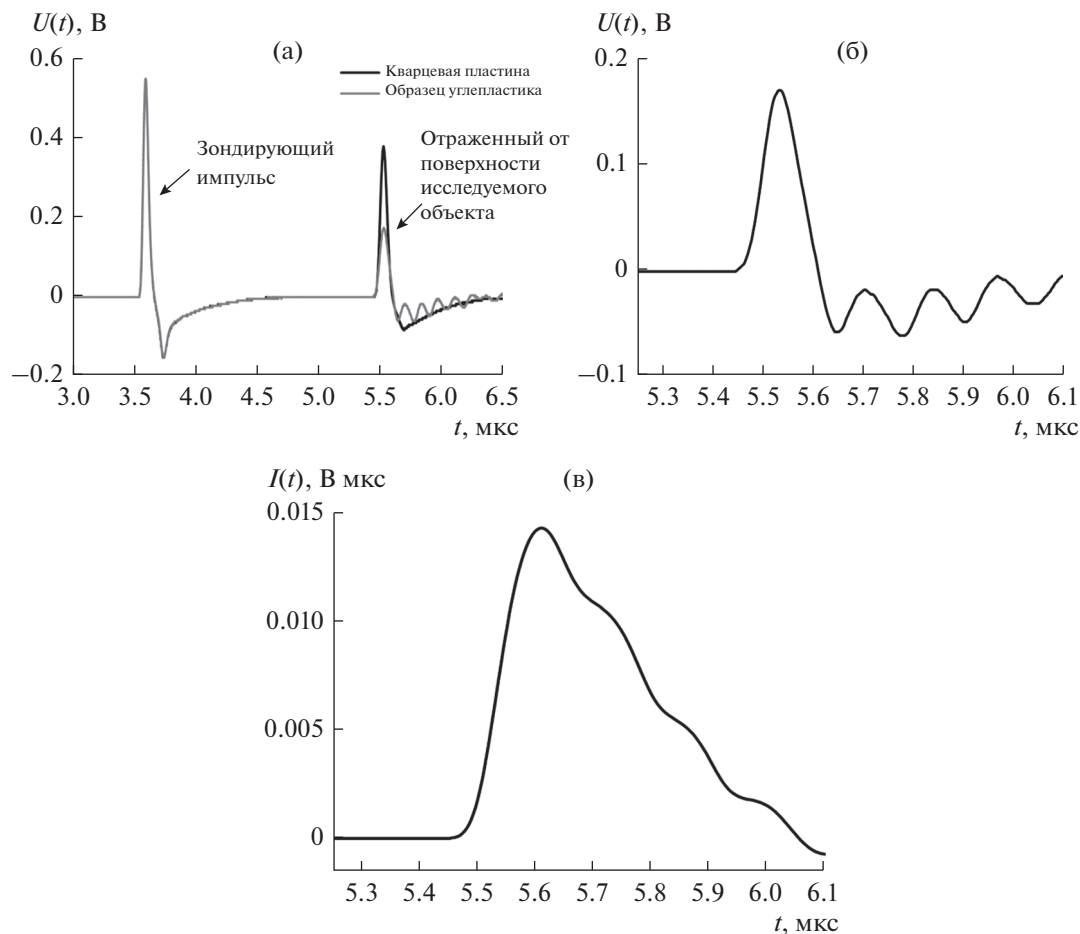 U(t), В
(а)
0.6
0.4
0.2
0
−0.2
3.0 3.5 4.0 4.5 5.0 5.5 6.0 6.5
t, мкс
Кварцевая пластина
Образец углепластика
Зондирующий
импульс
Отраженный от
поверхности
исследуемого
объекта
U(t), В
(б)
0.2
0.1
0
−0.1
5.3 5.4 5.5 5.6 5.7 5.8 5.9 6.0 6.1
t, мкс
I(t), В мкс
(в)
0.015
0.010
0.005
0
5.3 5.4 5.5 5.6 5.7 5.8 5.9 6.0 6.1
t, мкс